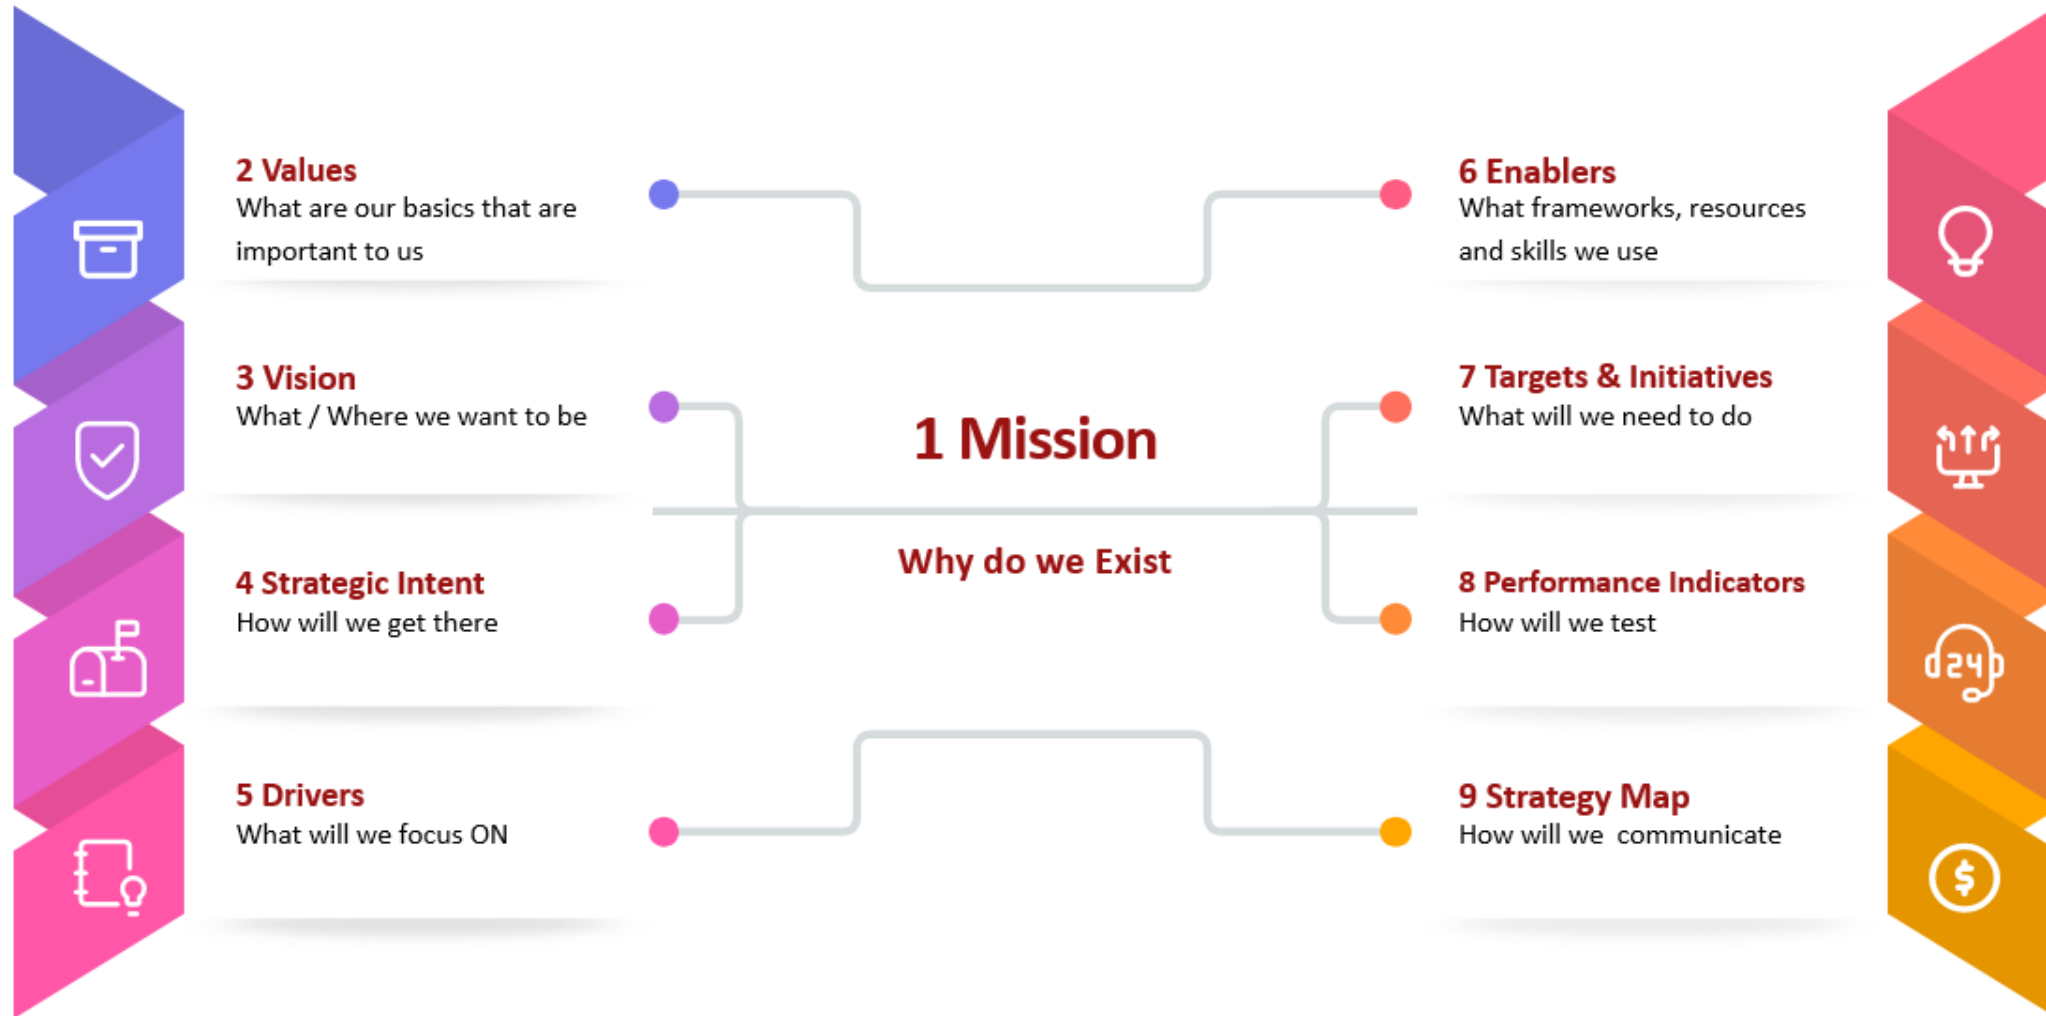 2 Values
What are our basics that are
important to us
3 Vision
What / Where we want to be
4 Strategic Intent
How will we get there
5 Drivers
What will we focus ON
1 Mission
Why do we Exist
6 Enablers
What frameworks, resources
and skills we use
7 Targets & Initiatives
What will we need to do
8 Performance Indicators
How will we test
24
9 Strategy Map
How will we  communicate
$